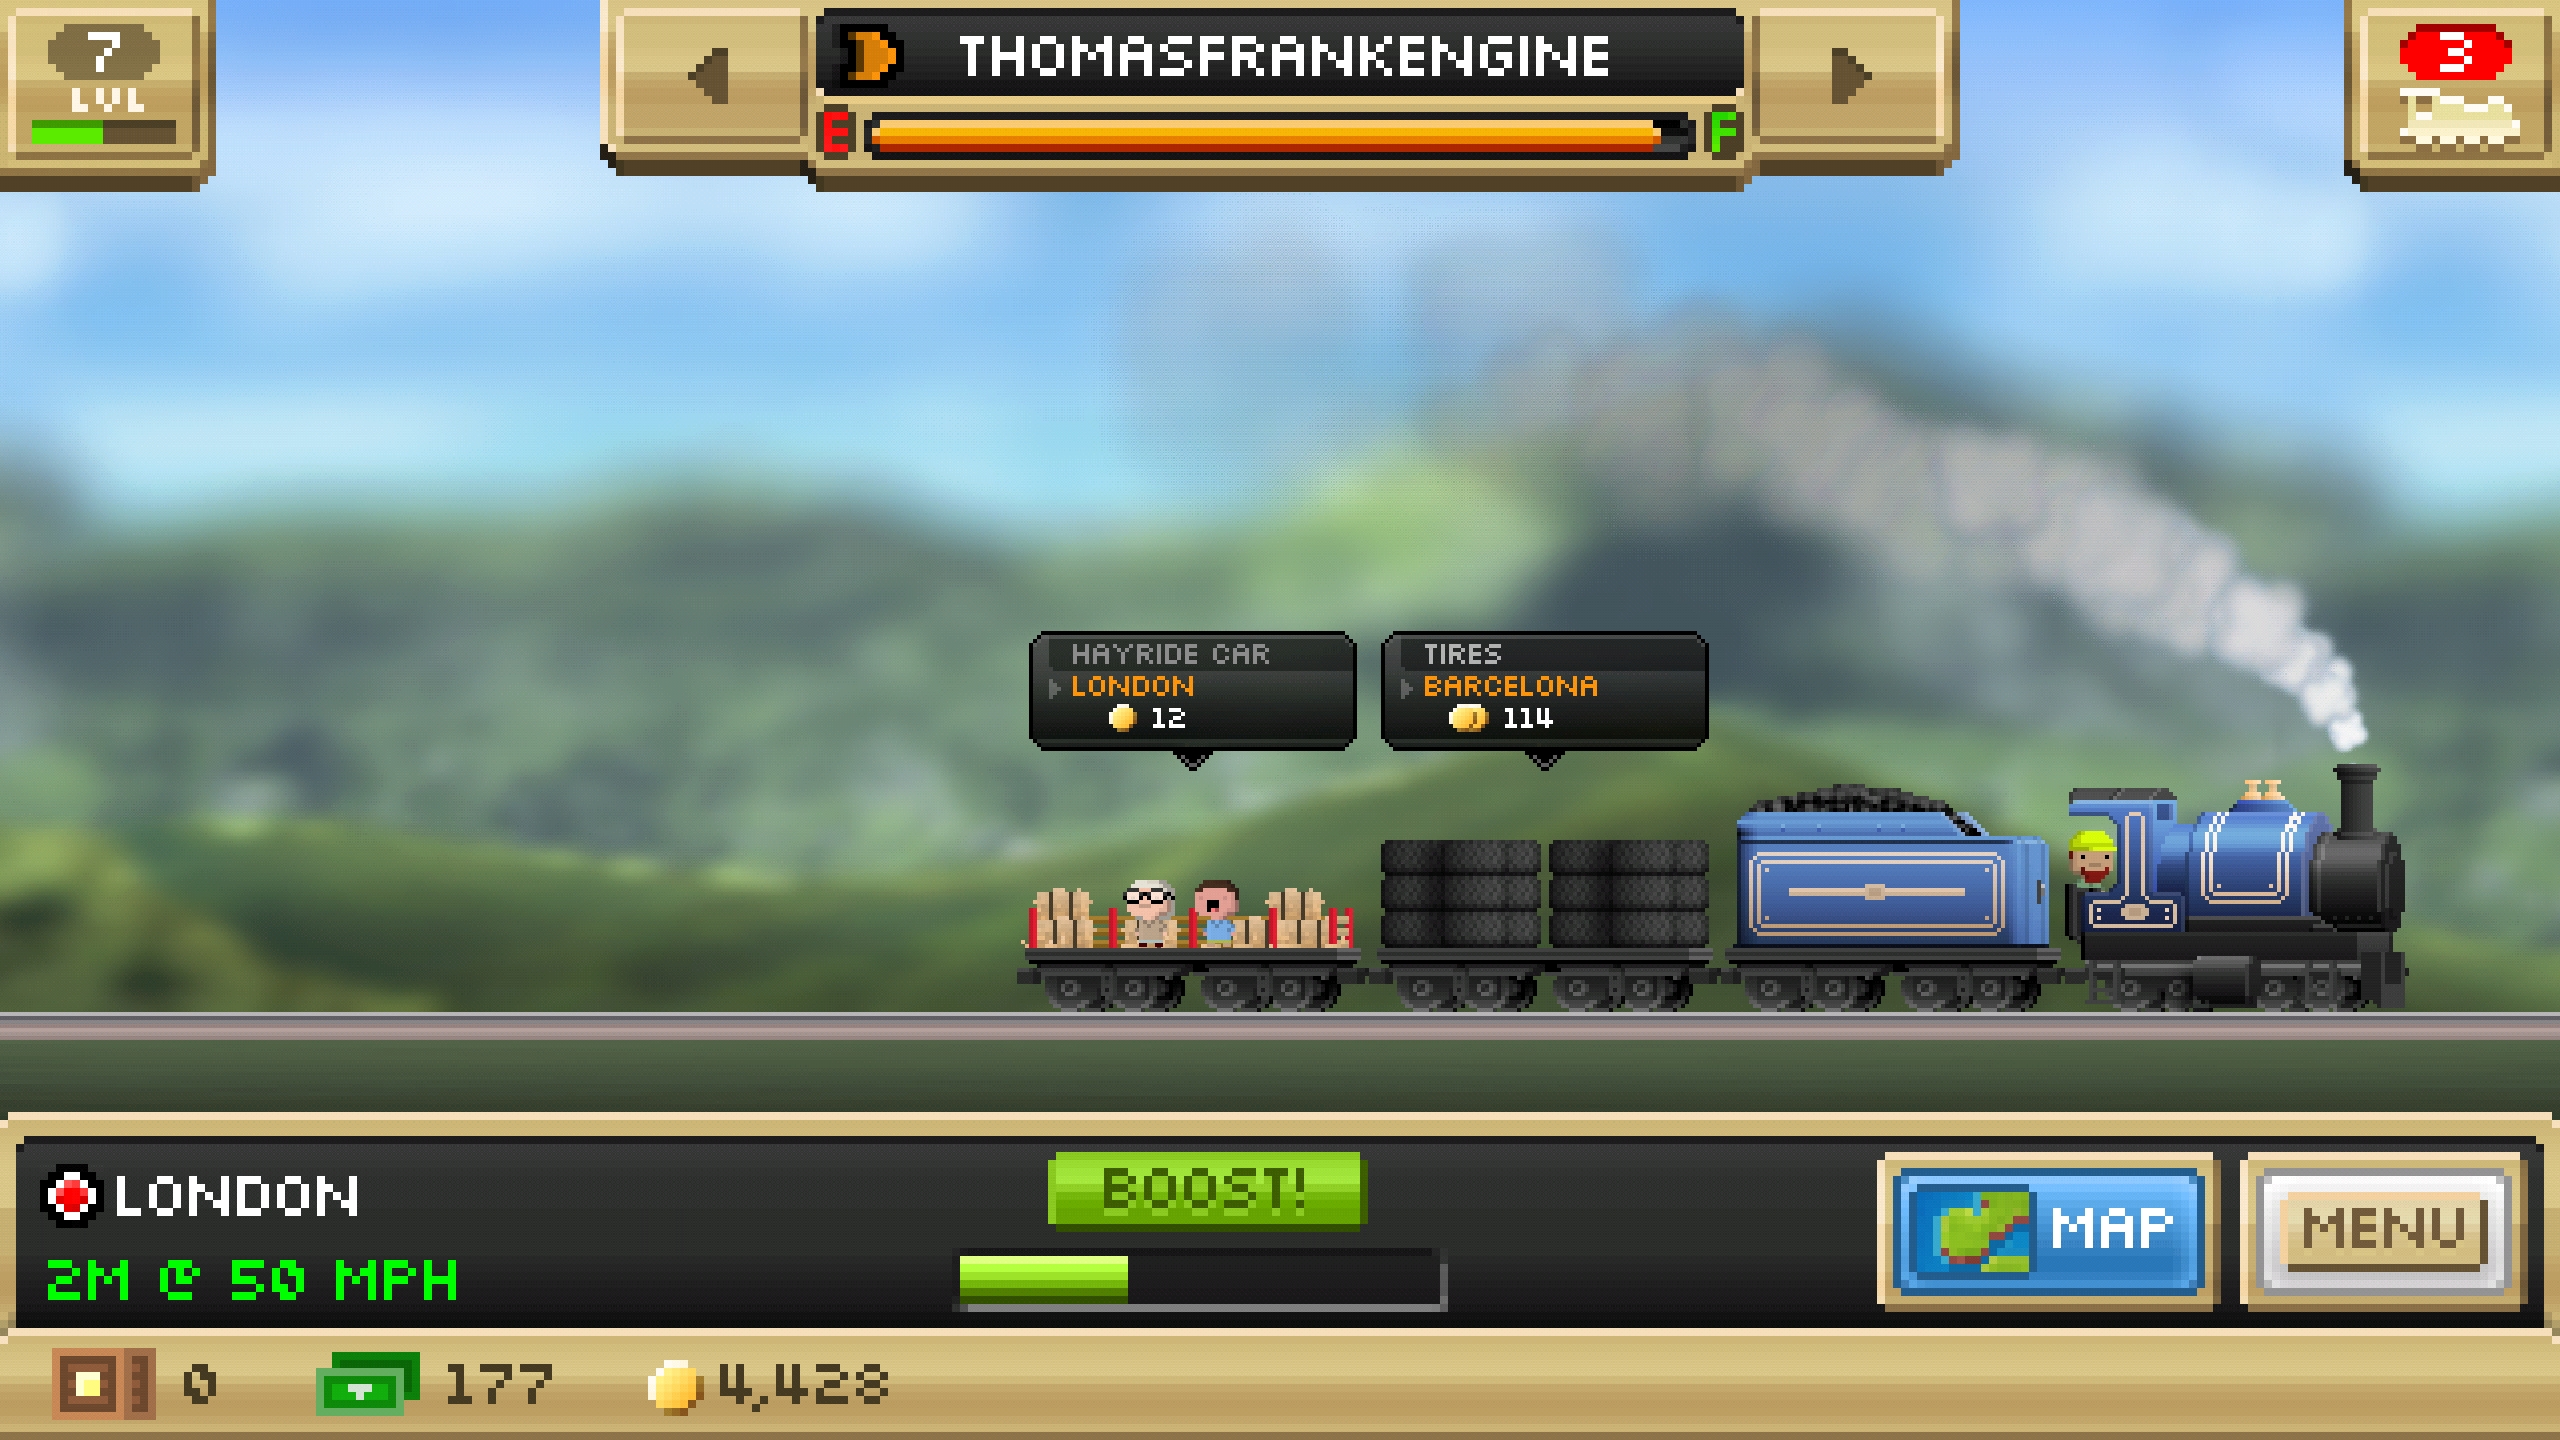 7
LVL
THOMASFRANKENGINE
E
F
3
HAYRIDE CAR
LONDON
12
TIRES
BARCELONA
114
LONDON
2M @ 50 MPH
BOOST!
MAP
MENU
0
177
4,428